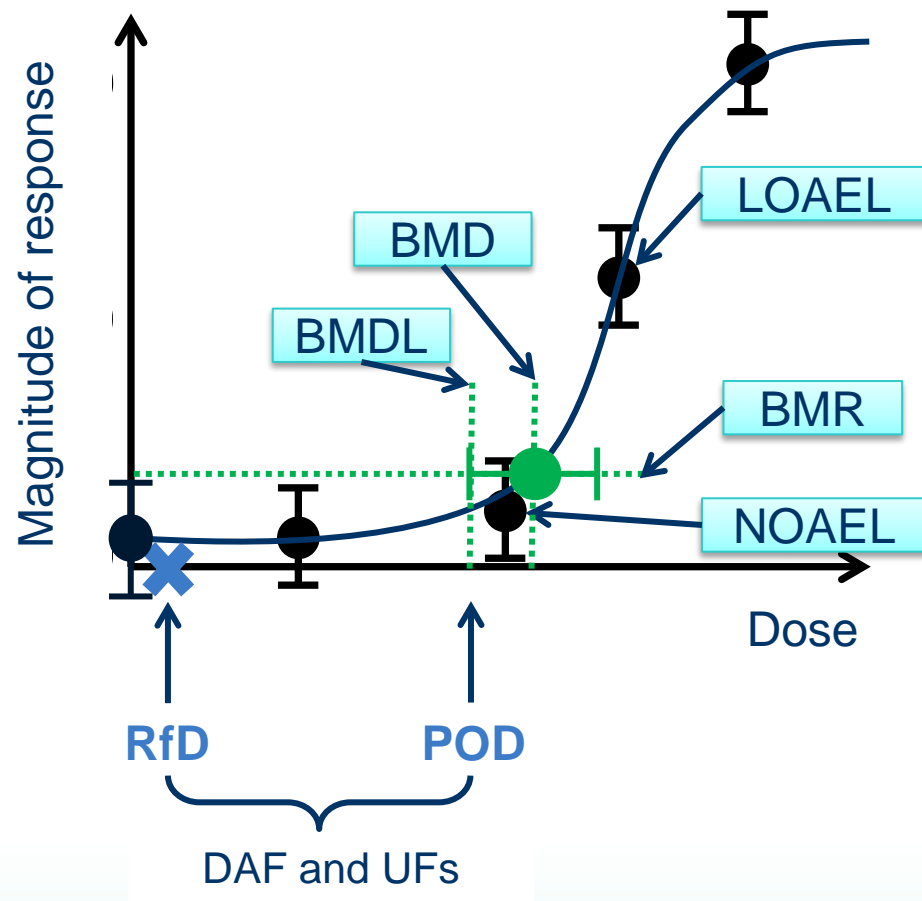 Magnitude of response
LOAEL
BMD
BMDL
BMR
NOAEL
Dose
RfD
POD
DAF and UFs